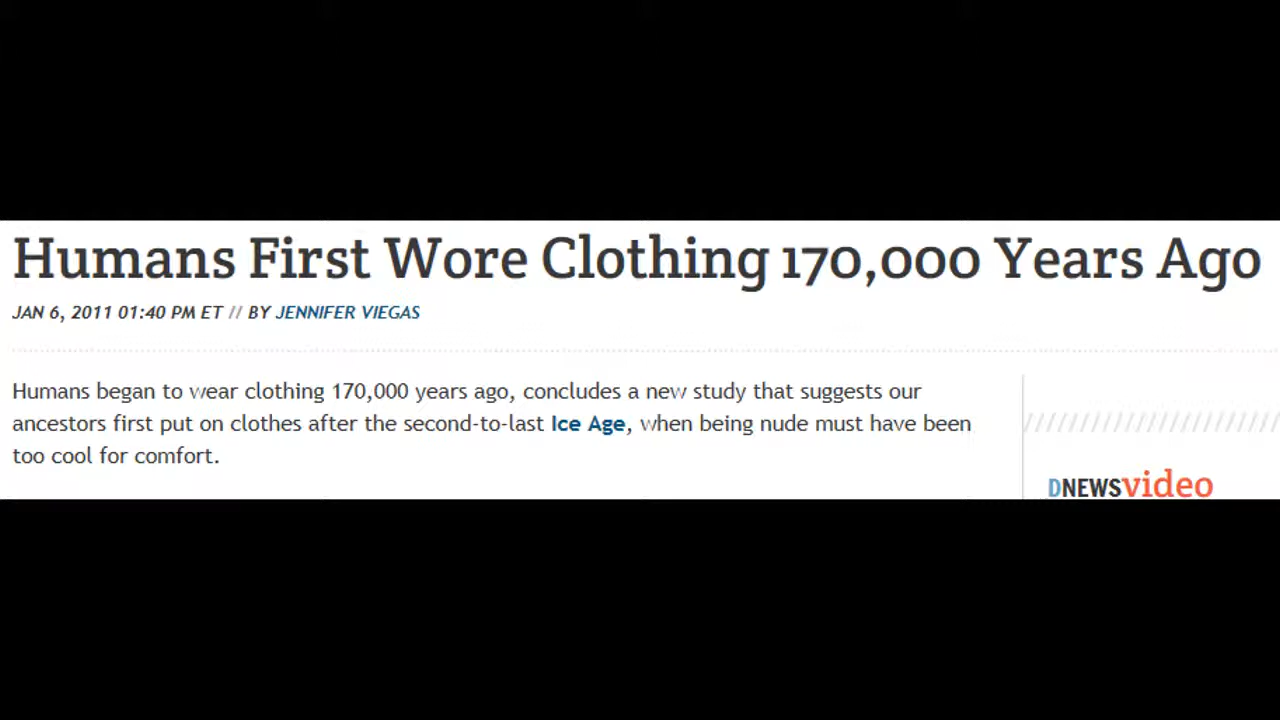 Humans First Wore Clothing 170,000 Years Ago
JAN 6, 2011 01:40 PM ET // BY JENNIFER VIEGAS
Humans began to wear clothing 170,000 years ago, concludes a new study that suggests our
ancestors first put on clothes after the second-to-last Ice Age, when being nude must have been
too cool for comfort.
DNEWSvideo